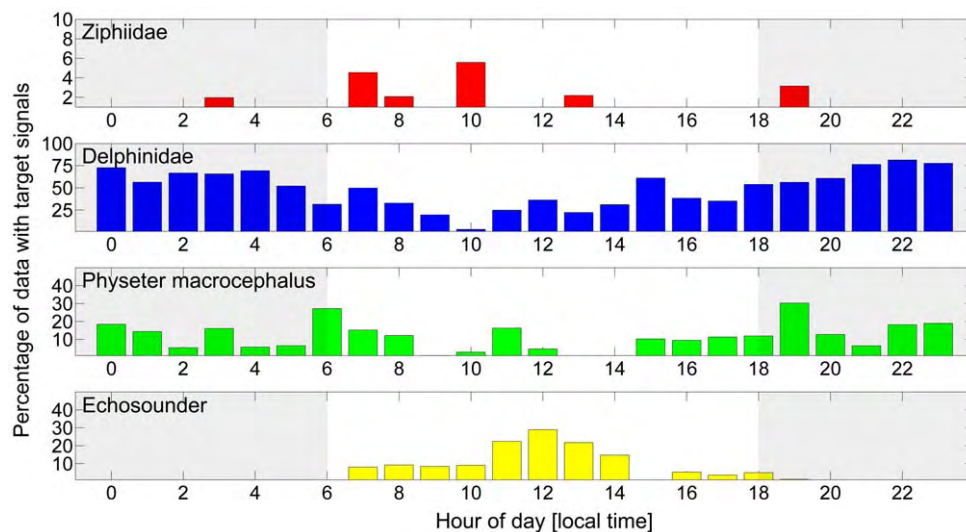 Percentage of data with target signals
Ziphiidae
10
8
6
4
2
0 2 4 6 8 10 12 14 16 18 20 22
Delphinidae
100
75
50
25
0 2 4 6 8 10 12 14 16 18 20 22
Physeter macrocephalus
40
30
20
10
0 2 4 6 8 10 12 14 16 18 20 22
Echosounder
40
30
20
10
0 2 4 6 8 10 12 14 16 18 20 22
Hour of day [local time]